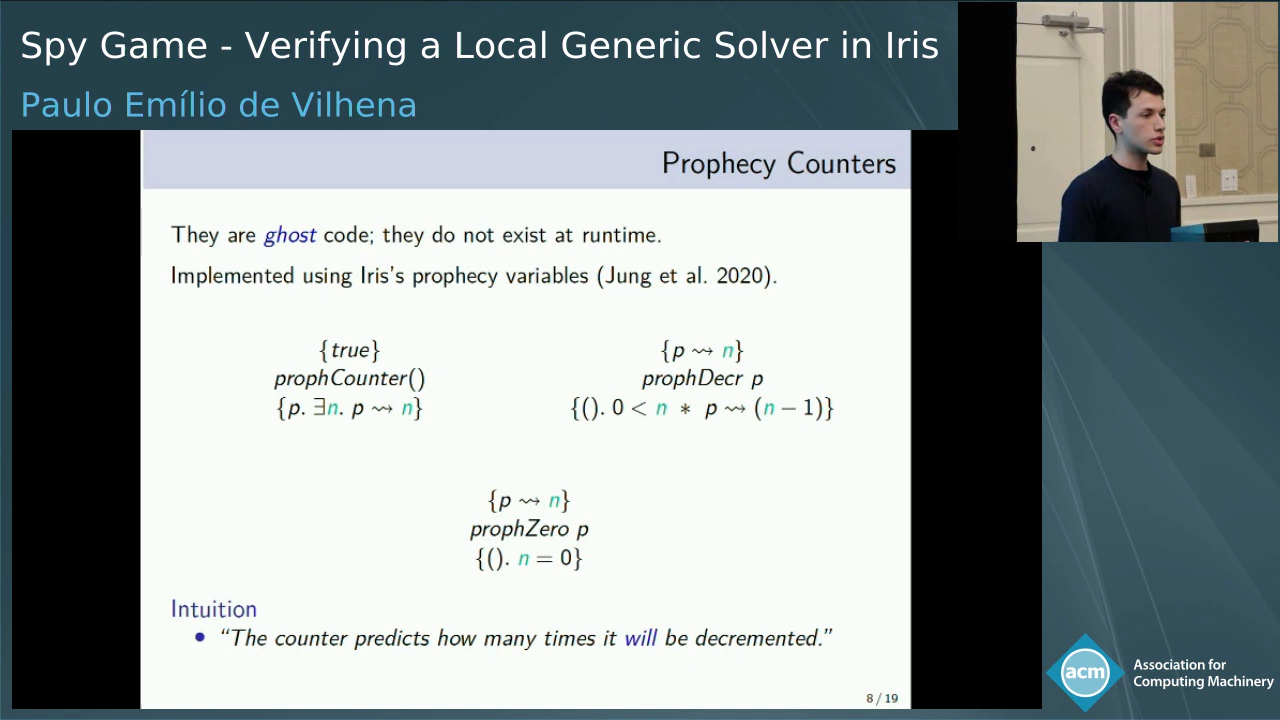 Spy Game - Verifying a Local Generic Solver in Iris
Paulo Emílio de Vilhena
Prophecy Counters
They are ghost code; they do not exist at runtime.
Implemented using Iris's prophecy variables (Jung et al. 2020).
{true}
prophCounter()
{p. ∃n. p ⇝ n}
{p ⇝ n}
prophDecr p
{(). 0 < n ∗ p ⇝ (n − 1)}
{p ⇝ n}
prophZero p
{(). n = 0}
Intuition
• “The counter predicts how many times it will be decremented.”
8 / 19
acm
Association for
Computing Machinery